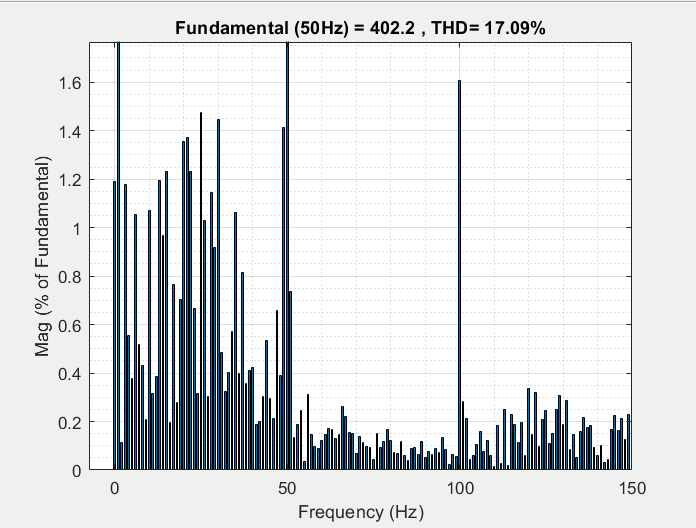 Fundamental (50Hz) = 402.2 , THD= 17.09%
1.6
1.4
1.2
1
0.8
0.6
0.4
0.2
0
Mag (% of Fundamental)
0 50 100 150
Frequency (Hz)